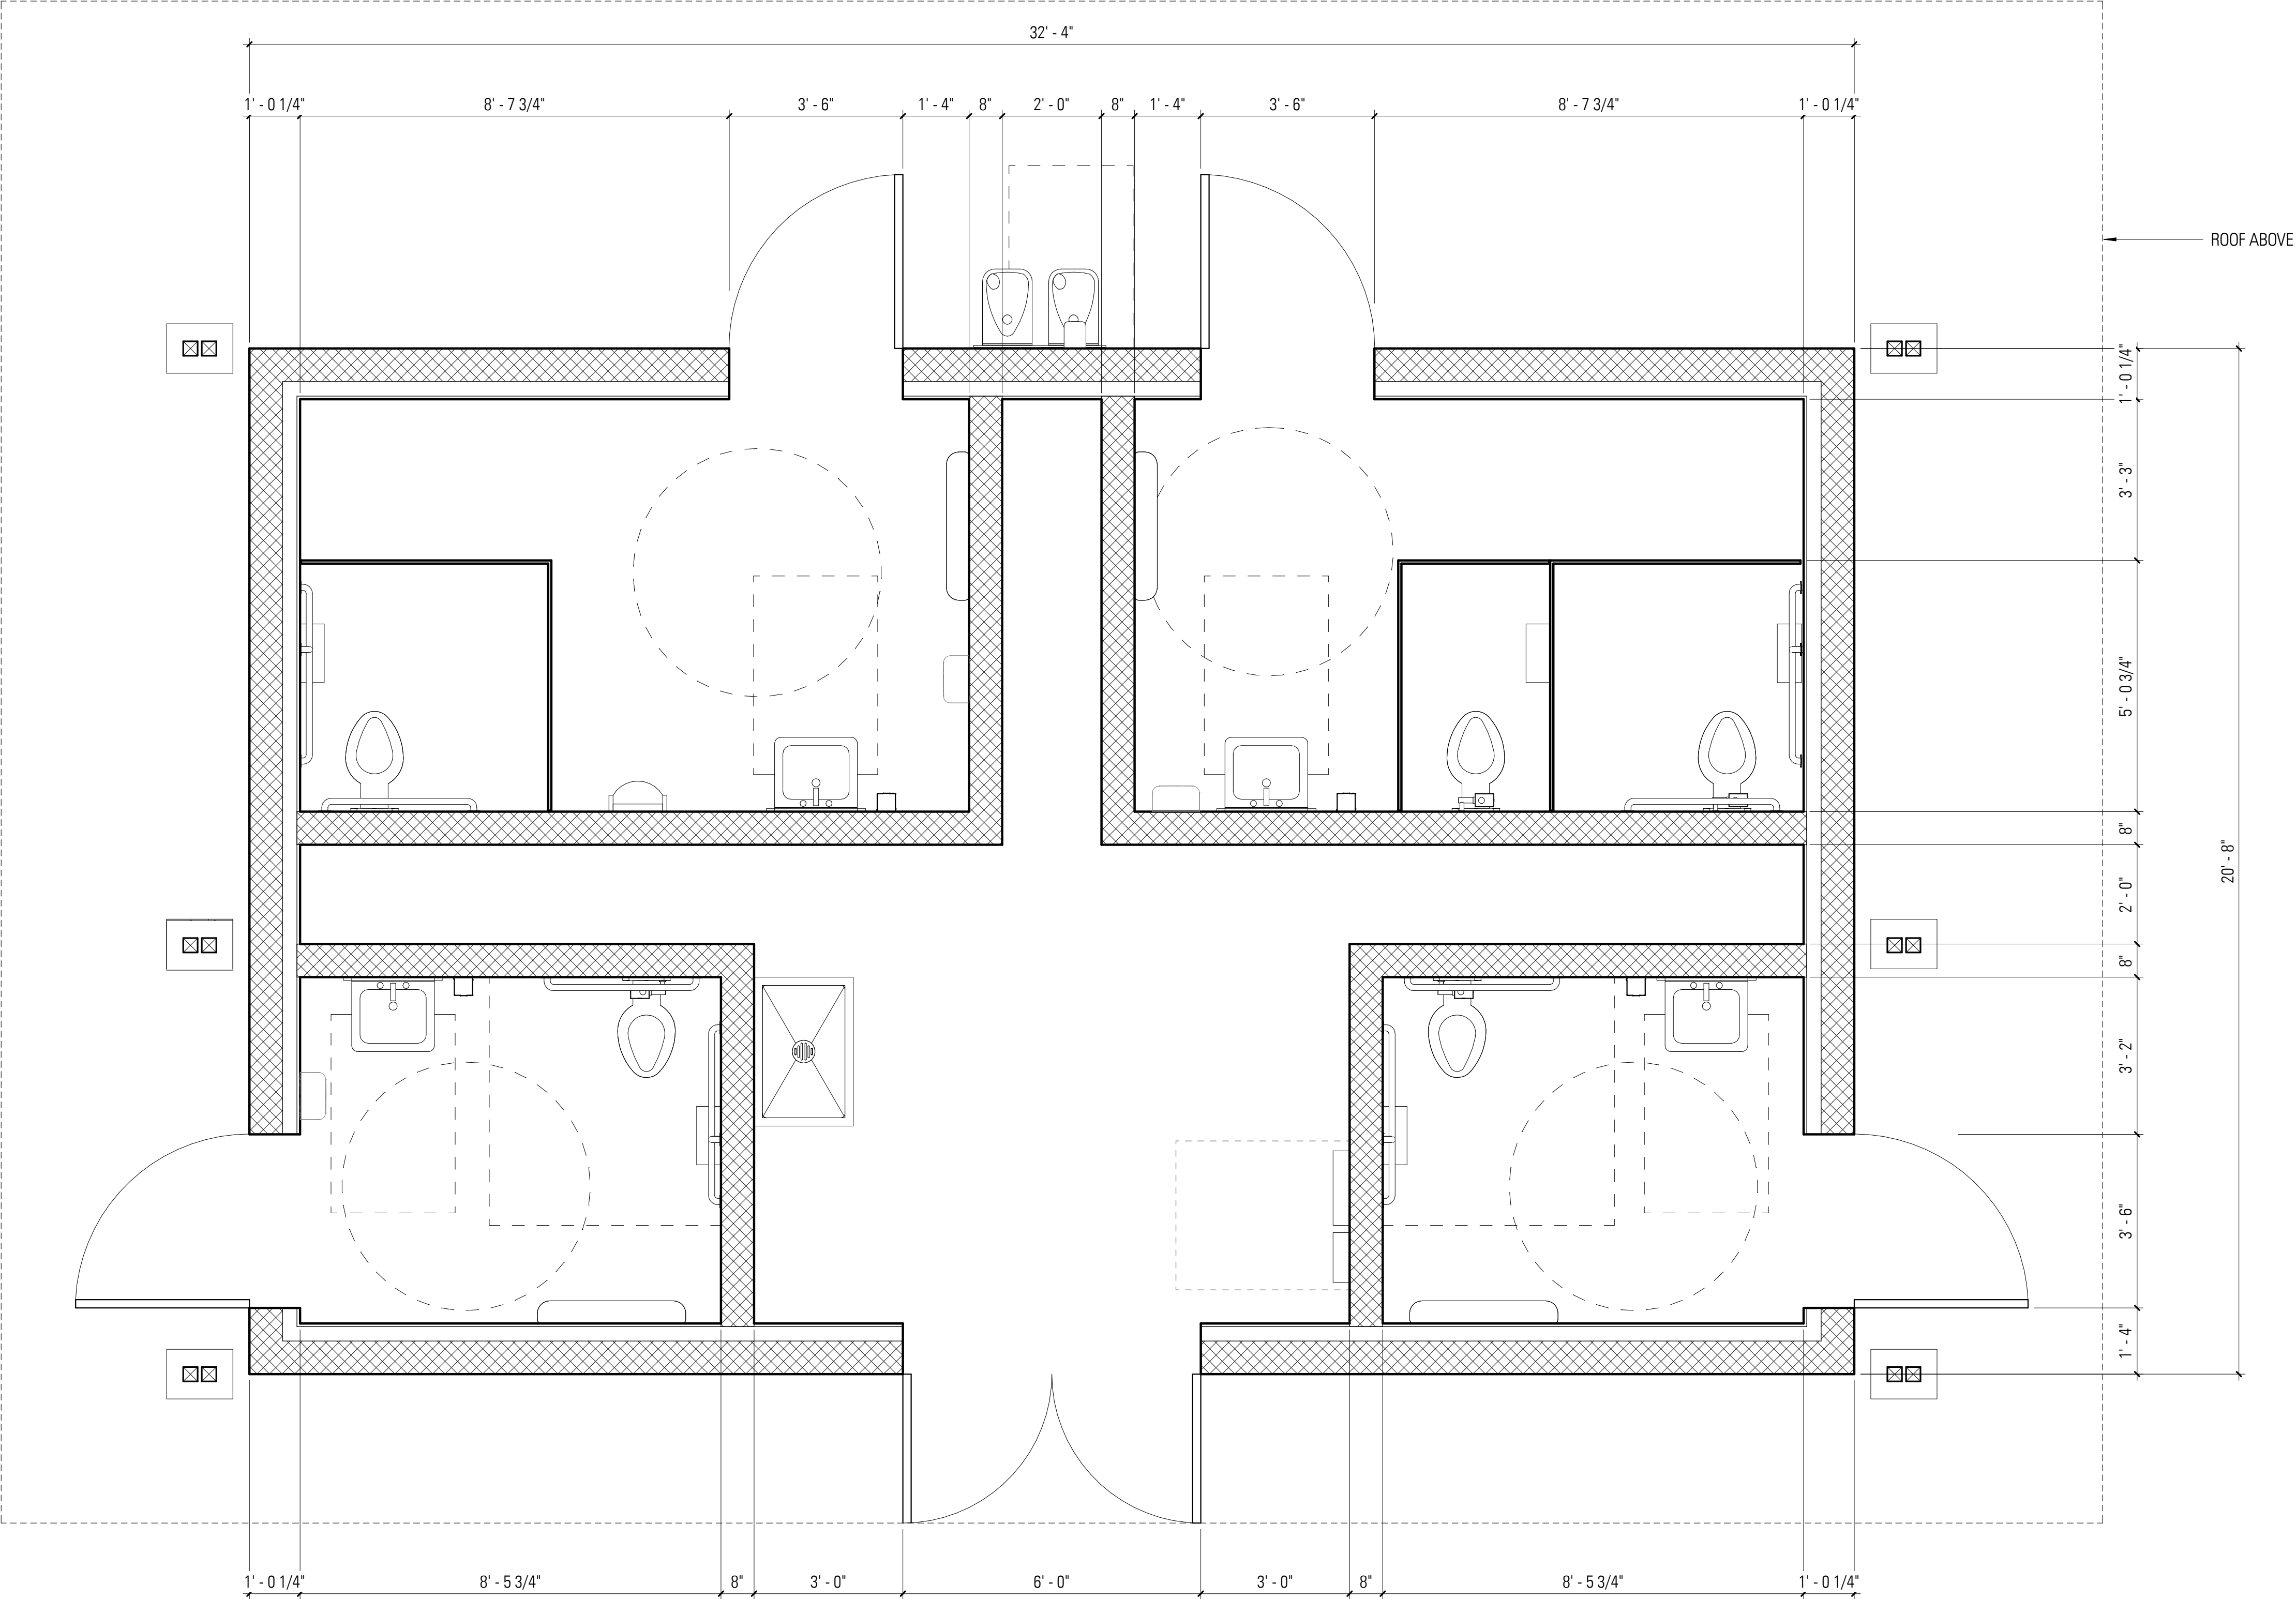 32' - 4"
1' - 0 1/4"
8' - 7 3/4"
3' - 6"
1' - 4"
8"
2' - 0"
8"
1' - 4"
3' - 6"
8' - 7 3/4"
1' - 0 1/4"
ROOF ABOVE
1' - 0 1/4"
3' - 3"
5' - 0 3/4"
8"
2' - 0"
8"
3' - 2"
3' - 6"
1' - 4"
20' - 8"
1' - 0 1/4"
8' - 5 3/4"
8"
3' - 0"
6' - 0"
3' - 0"
8"
8' - 5 3/4"
1' - 0 1/4"